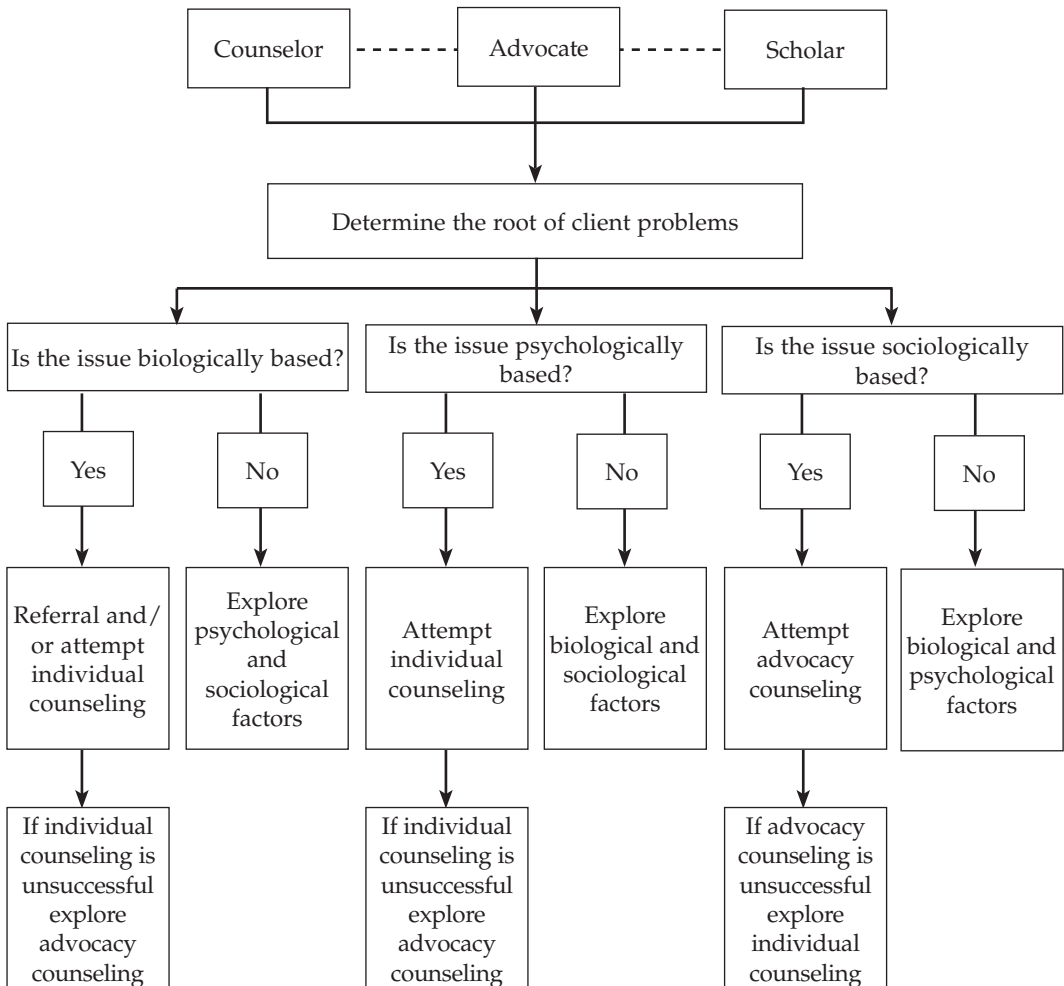 Counselor
Advocate
Scholar
Determine the root of client problems
Is the issue biologically based?
Is the issue psychologically
based?
Is the issue sociologically
based?
Yes
No
Yes
No
Yes
No
Referral and/
or attempt
individual
counseling
Explore
psychological
and
sociological
factors
Attempt
individual
counseling
Explore
biological and
sociological
factors
Attempt
advocacy
counseling
Explore
biological and
psychological
factors
If individual
counseling is
unsuccessful
explore
advocacy
counseling
If individual
counseling is
unsuccessful
explore
advocacy
counseling
If advocacy
counseling is
unsuccessful
explore
individual
counseling